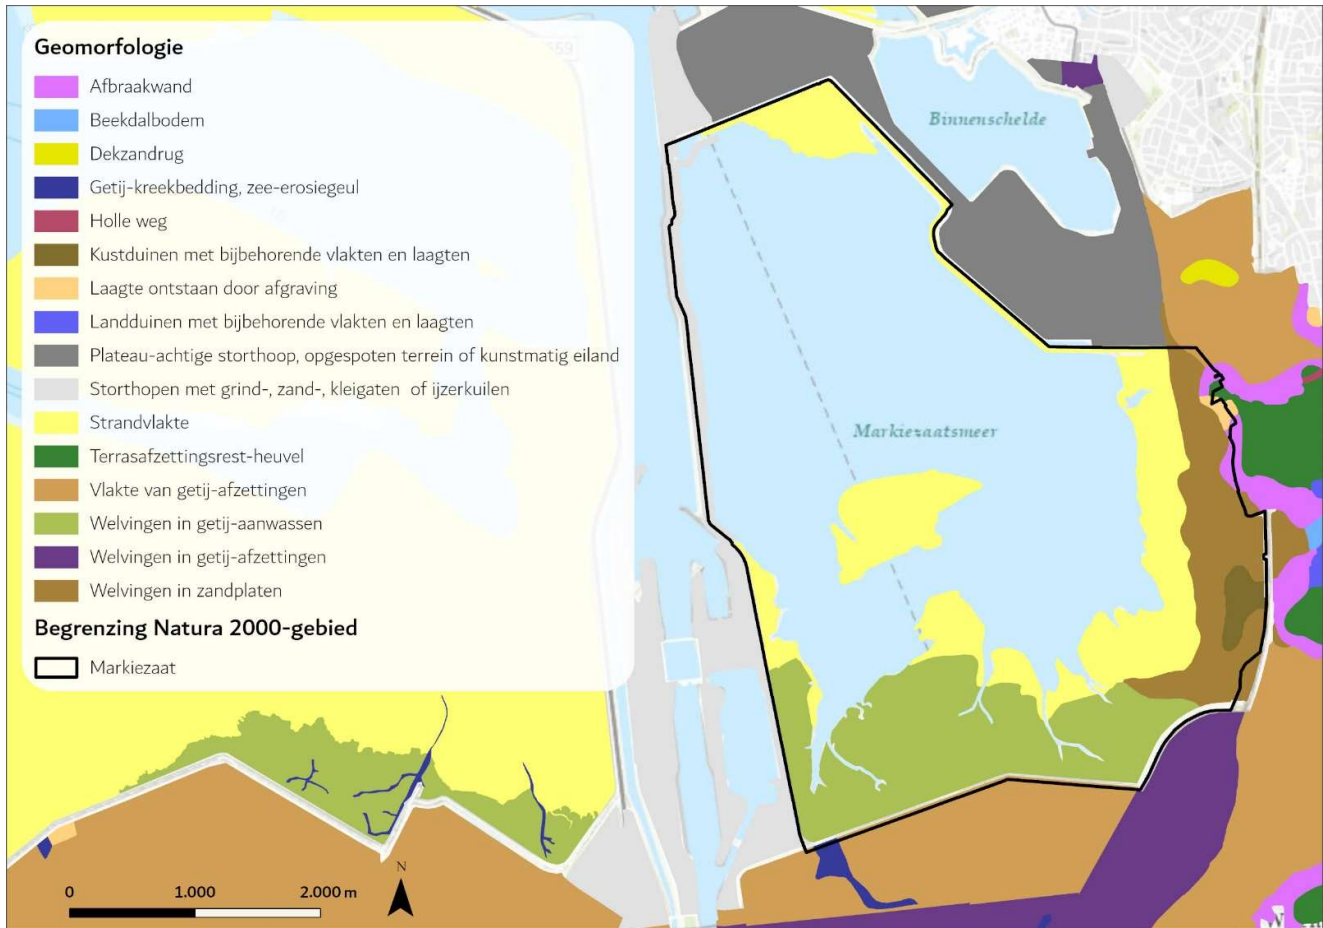 Geomorfologie
Afbraakwand
Beekdalbodem
Dekzandrug
Getij-kreekbedding, zee-erosiegeul
Holle weg
Kustduinen met bijbehorende vlakten en laagten
Laagte ontstaan door afgraving
Landduinen met bijbehorende vlakten en laagten
Plateau-achtige storthoop, opgespoten terrein of kunstmatig eiland
Storthopen met grind-, zand-, kleigaten of ijzerkuilen
Strandvlakte
Terrasafzettingsrest-heuvel
Vlakte van getij-afzettingen
Welvingen in getij-aanwassen
Welvingen in getij-afzettingen
Welvingen in zandplaten
Begrenzing Natura 2000-gebied
Markiezaat
Binnenschelde
Markiezaatsmeer
N
0 1.000 2.000 m